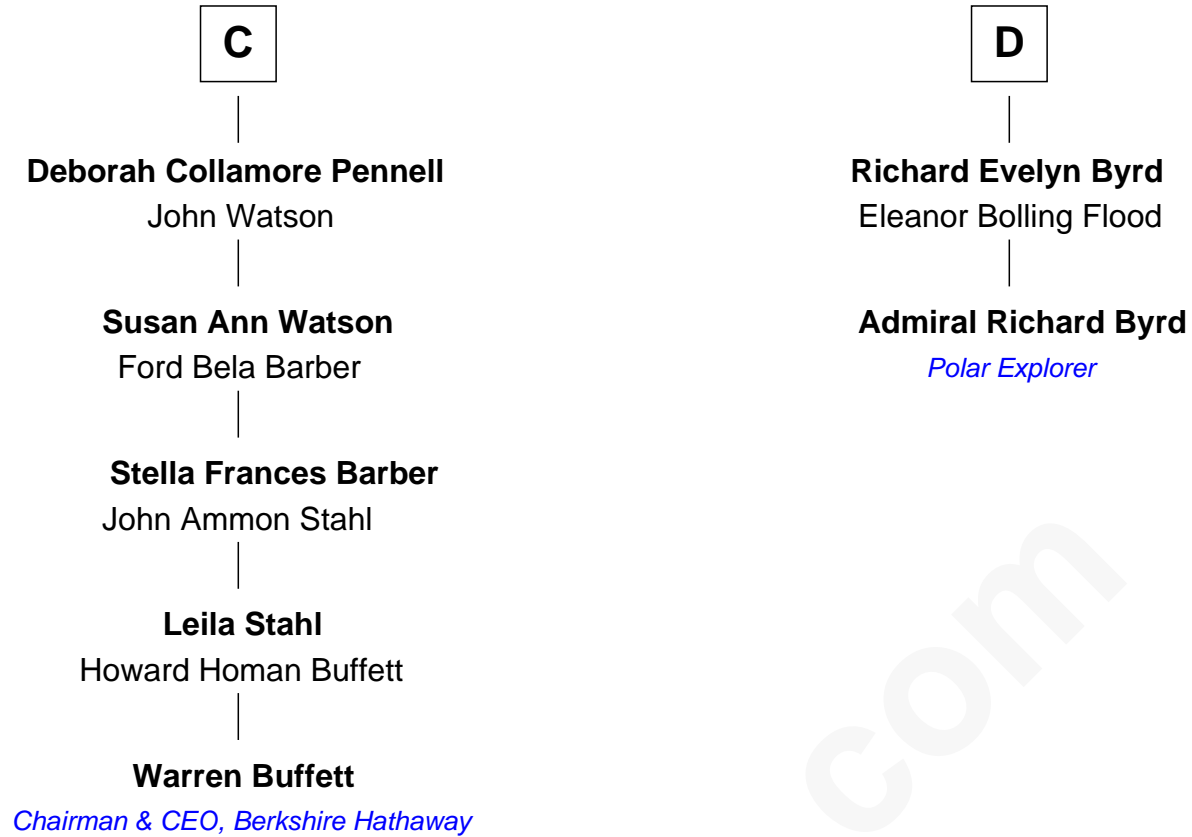 C
Deborah Collamore Pennell
John Watson
Susan Ann Watson
Ford Bela Barber
Stella Frances Barber
John Ammon Stahl
Leila Stahl
Howard Homan Buffett
Warren Buffett
Chairman & CEO, Berkshire Hathaway
D
Richard Evelyn Byrd
Eleanor Bolling Flood
Admiral Richard Byrd
Polar Explorer
com